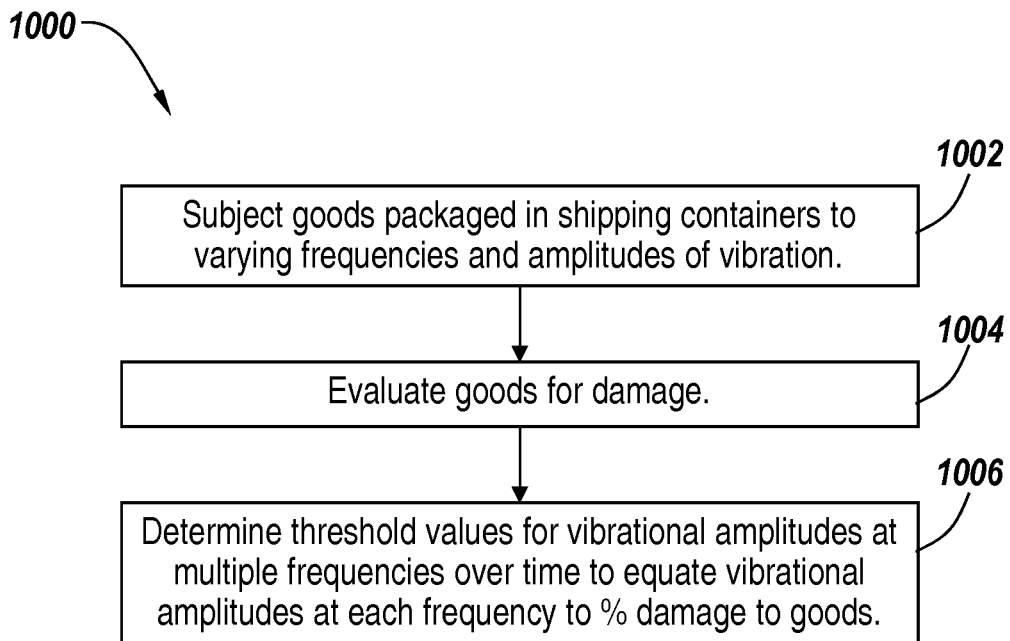 1000
1002
Subject goods packaged in shipping containers to
varying frequencies and amplitudes of vibration.
1004
Evaluate goods for damage.
1006
Determine threshold values for vibrational amplitudes at
multiple frequencies over time to equate vibrational
amplitudes at each frequency to % damage to goods.